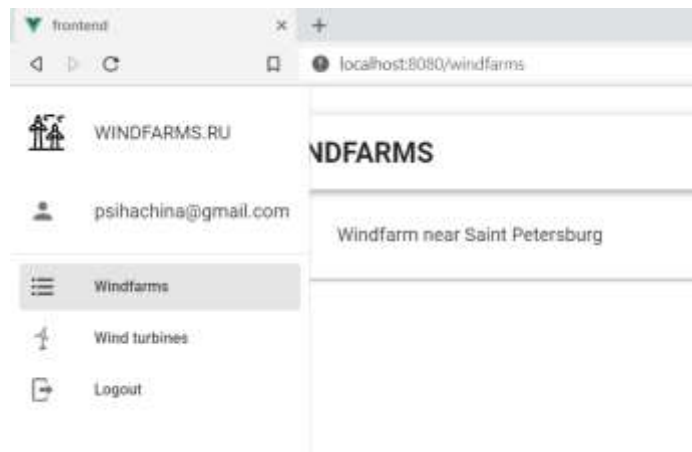 frontend
localhost:8080/windfarms
WINDFARMS.RU
NDFARMS
psihachina@gmail.com
Windfarm near Saint Petersburg
Windfarms
Wind turbines
Logout